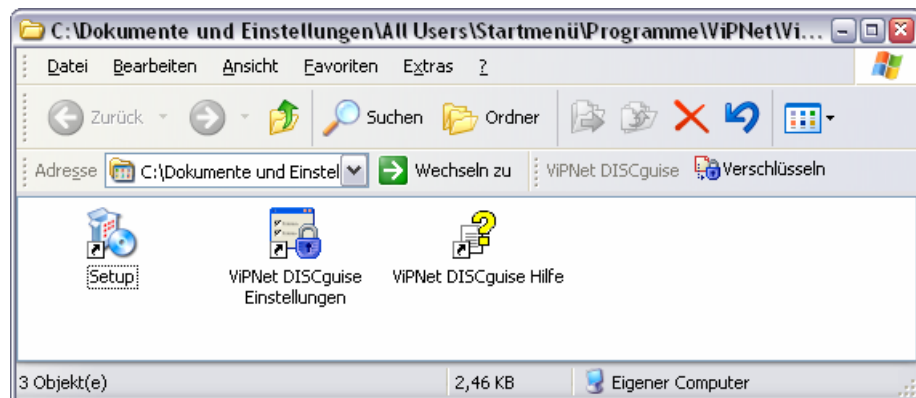 C:\Dokumente und Einstellungen\All Users\Startmenü\Programme\ViPNet\Vi...
Datei Bearbeiten Ansicht Favoriten Extras ?
Zurück Suchen Ordner
Adresse C:\Dokumente und Einstel Wechseln zu ViPNet DISCguise Verschlüsseln
Setup ViPNet DISCguise ViPNet DISCguise Hilfe
Einstellungen
3 Objekt(e) 2,46 KB Eigener Computer